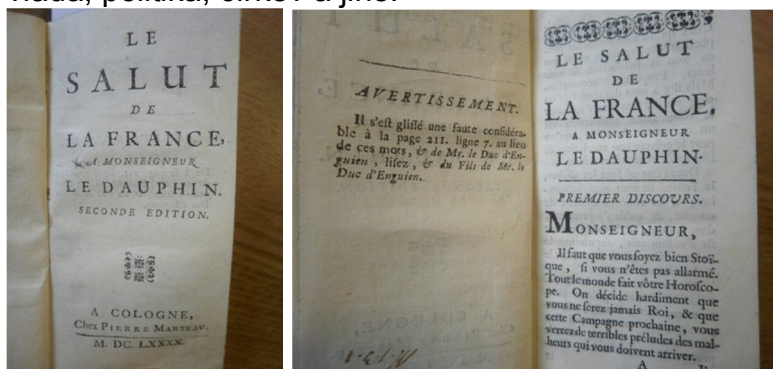 LE
SALUT
DE
LA FRANCE,
A MONSEIGNEUR
LE DAUPHIN.
SECONDE EDITION.
A COLOGNE,
Chez PIERRE MARTEAU.
M. DC. LXXXX.
AVERTISSEMENT.
Il s'est glissé une faute considéra-
ble à la page 211. ligne 7. au lieu
de ces mots, & de Mr. le Duc d'En-
guien, lisez, & du Fils de Mr. le
Duc d'Enguien.
LE SALUT
DE
LA FRANCE,
A MONSEIGNEUR
LE DAUPHIN.
PREMIER DISCOURS.
MONSEIGNEUR,
Il faut que vous soyez bien Stoï-
que, si vous n'êtes pas allarmé.
Tout le monde fait vôtre Horosco-
pe. On décide hardiment que
vous ne serez jamais Roi, & que
cette Campagne prochaine, vous
verrez de terribles préludes des mal-
heurs qui vous doivent arriver.
A